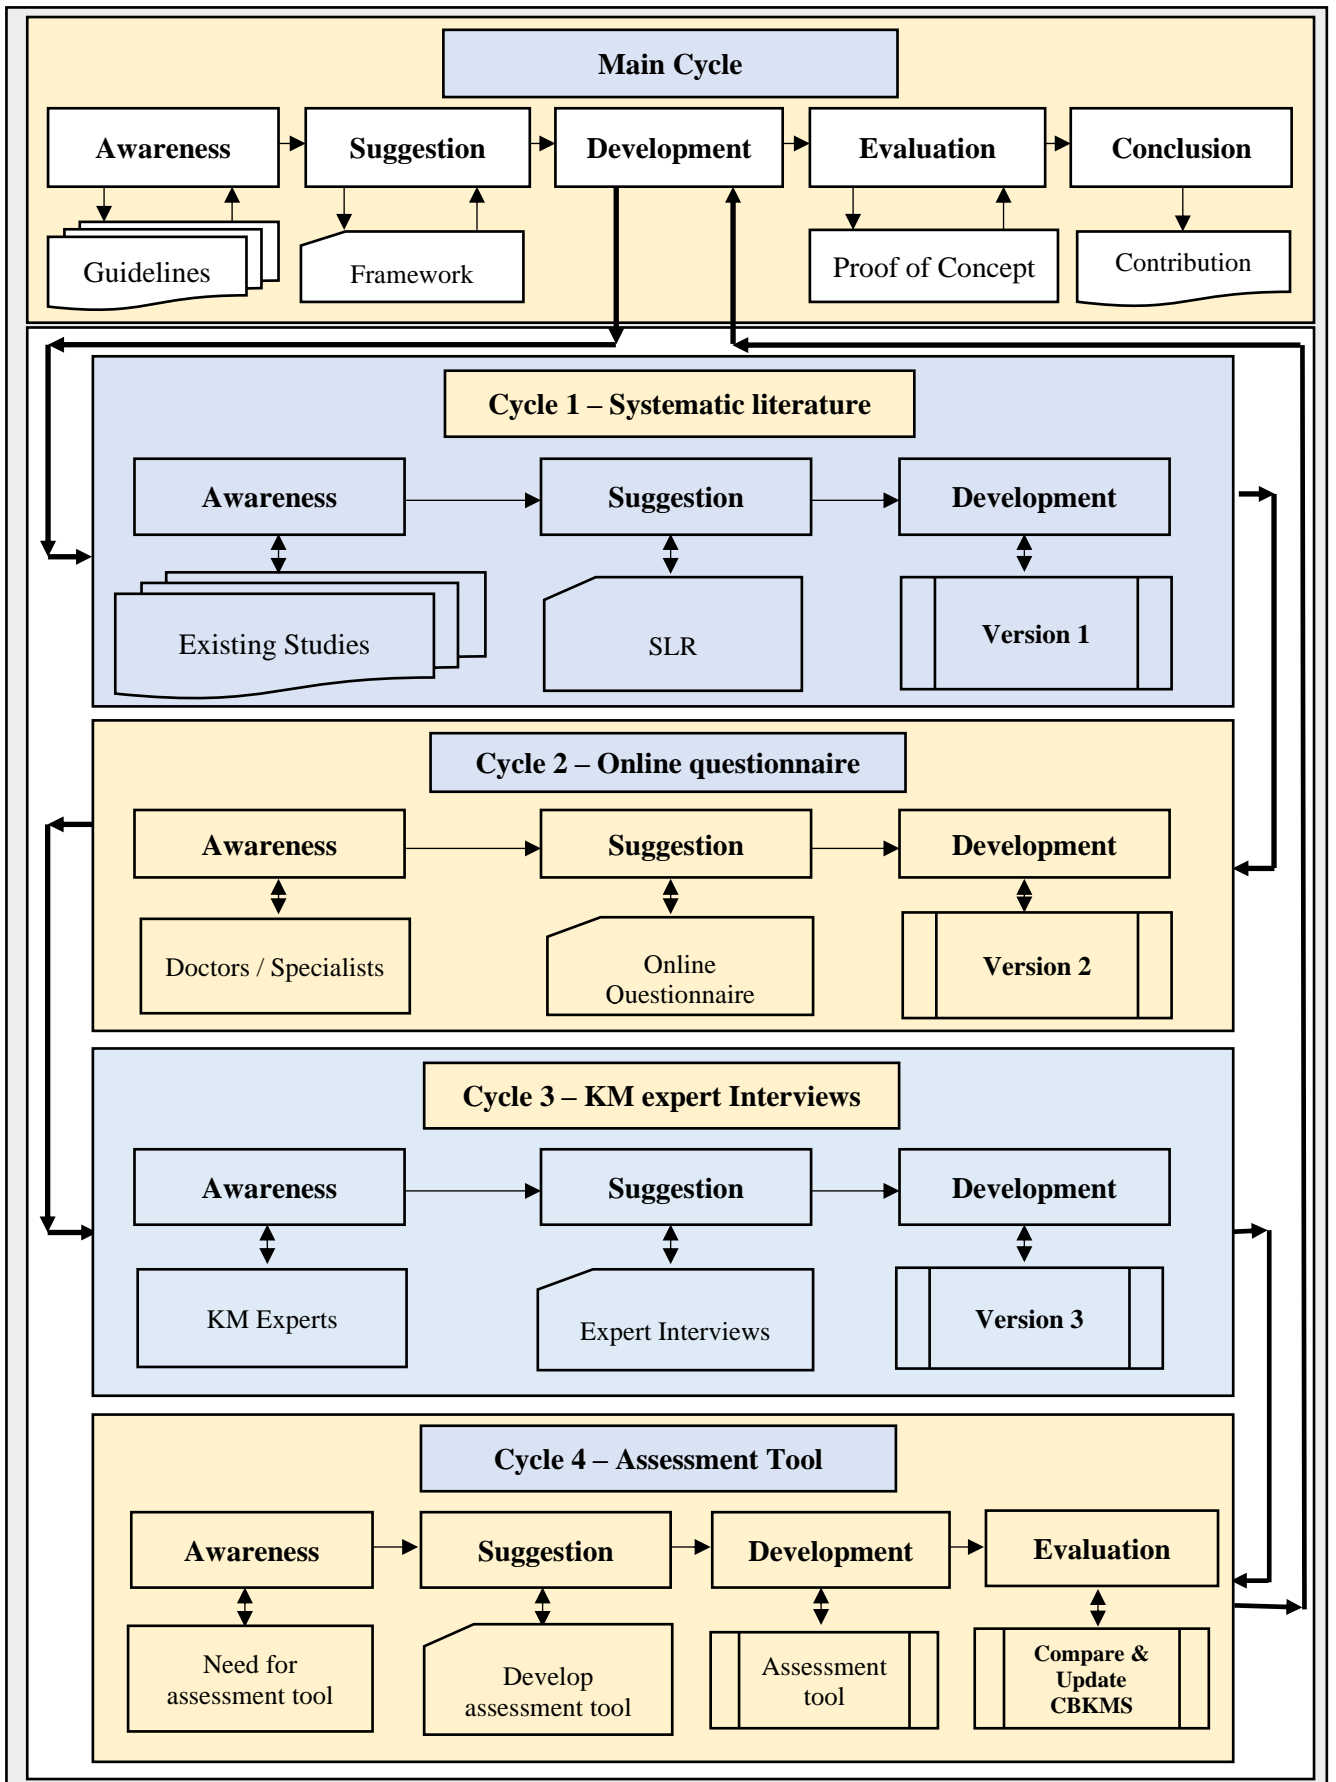 Main Cycle
Awareness
Suggestion
Development
Evaluation
Conclusion
Guidelines
Framework
Proof of Concept
Contribution
Cycle 1 – Systematic literature
Awareness
Suggestion
Development
Existing Studies
SLR
Version 1
Cycle 2 – Online questionnaire
Awareness
Suggestion
Development
Doctors / Specialists
Online
Ouestionnaire
Version 2
Cycle 3 – KM expert Interviews
Awareness
Suggestion
Development
KM Experts
Expert Interviews
Version 3
Cycle 4 – Assessment Tool
Awareness
Suggestion
Development
Evaluation
Need for
assessment tool
Develop
assessment tool
Assessment
tool
Compare &
Update
CBKMS